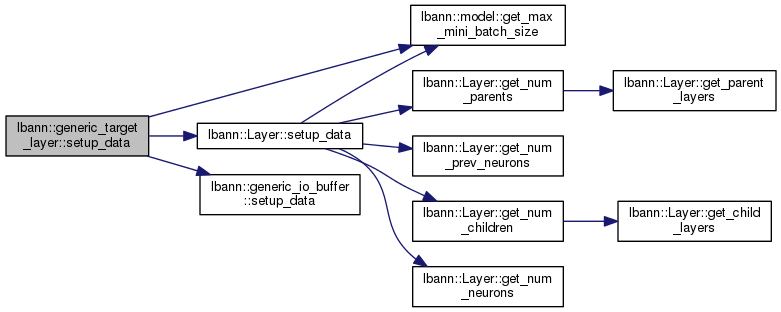 lbann::generic_target
_layer::setup_data
lbann::model::get_max
_mini_batch_size
lbann::Layer::setup_data
lbann::generic_io_buffer
::setup_data
lbann::Layer::get_num
_parents
lbann::Layer::get_parent
_layers
lbann::Layer::get_num
_prev_neurons
lbann::Layer::get_num
_children
lbann::Layer::get_child
_layers
lbann::Layer::get_num
_neurons